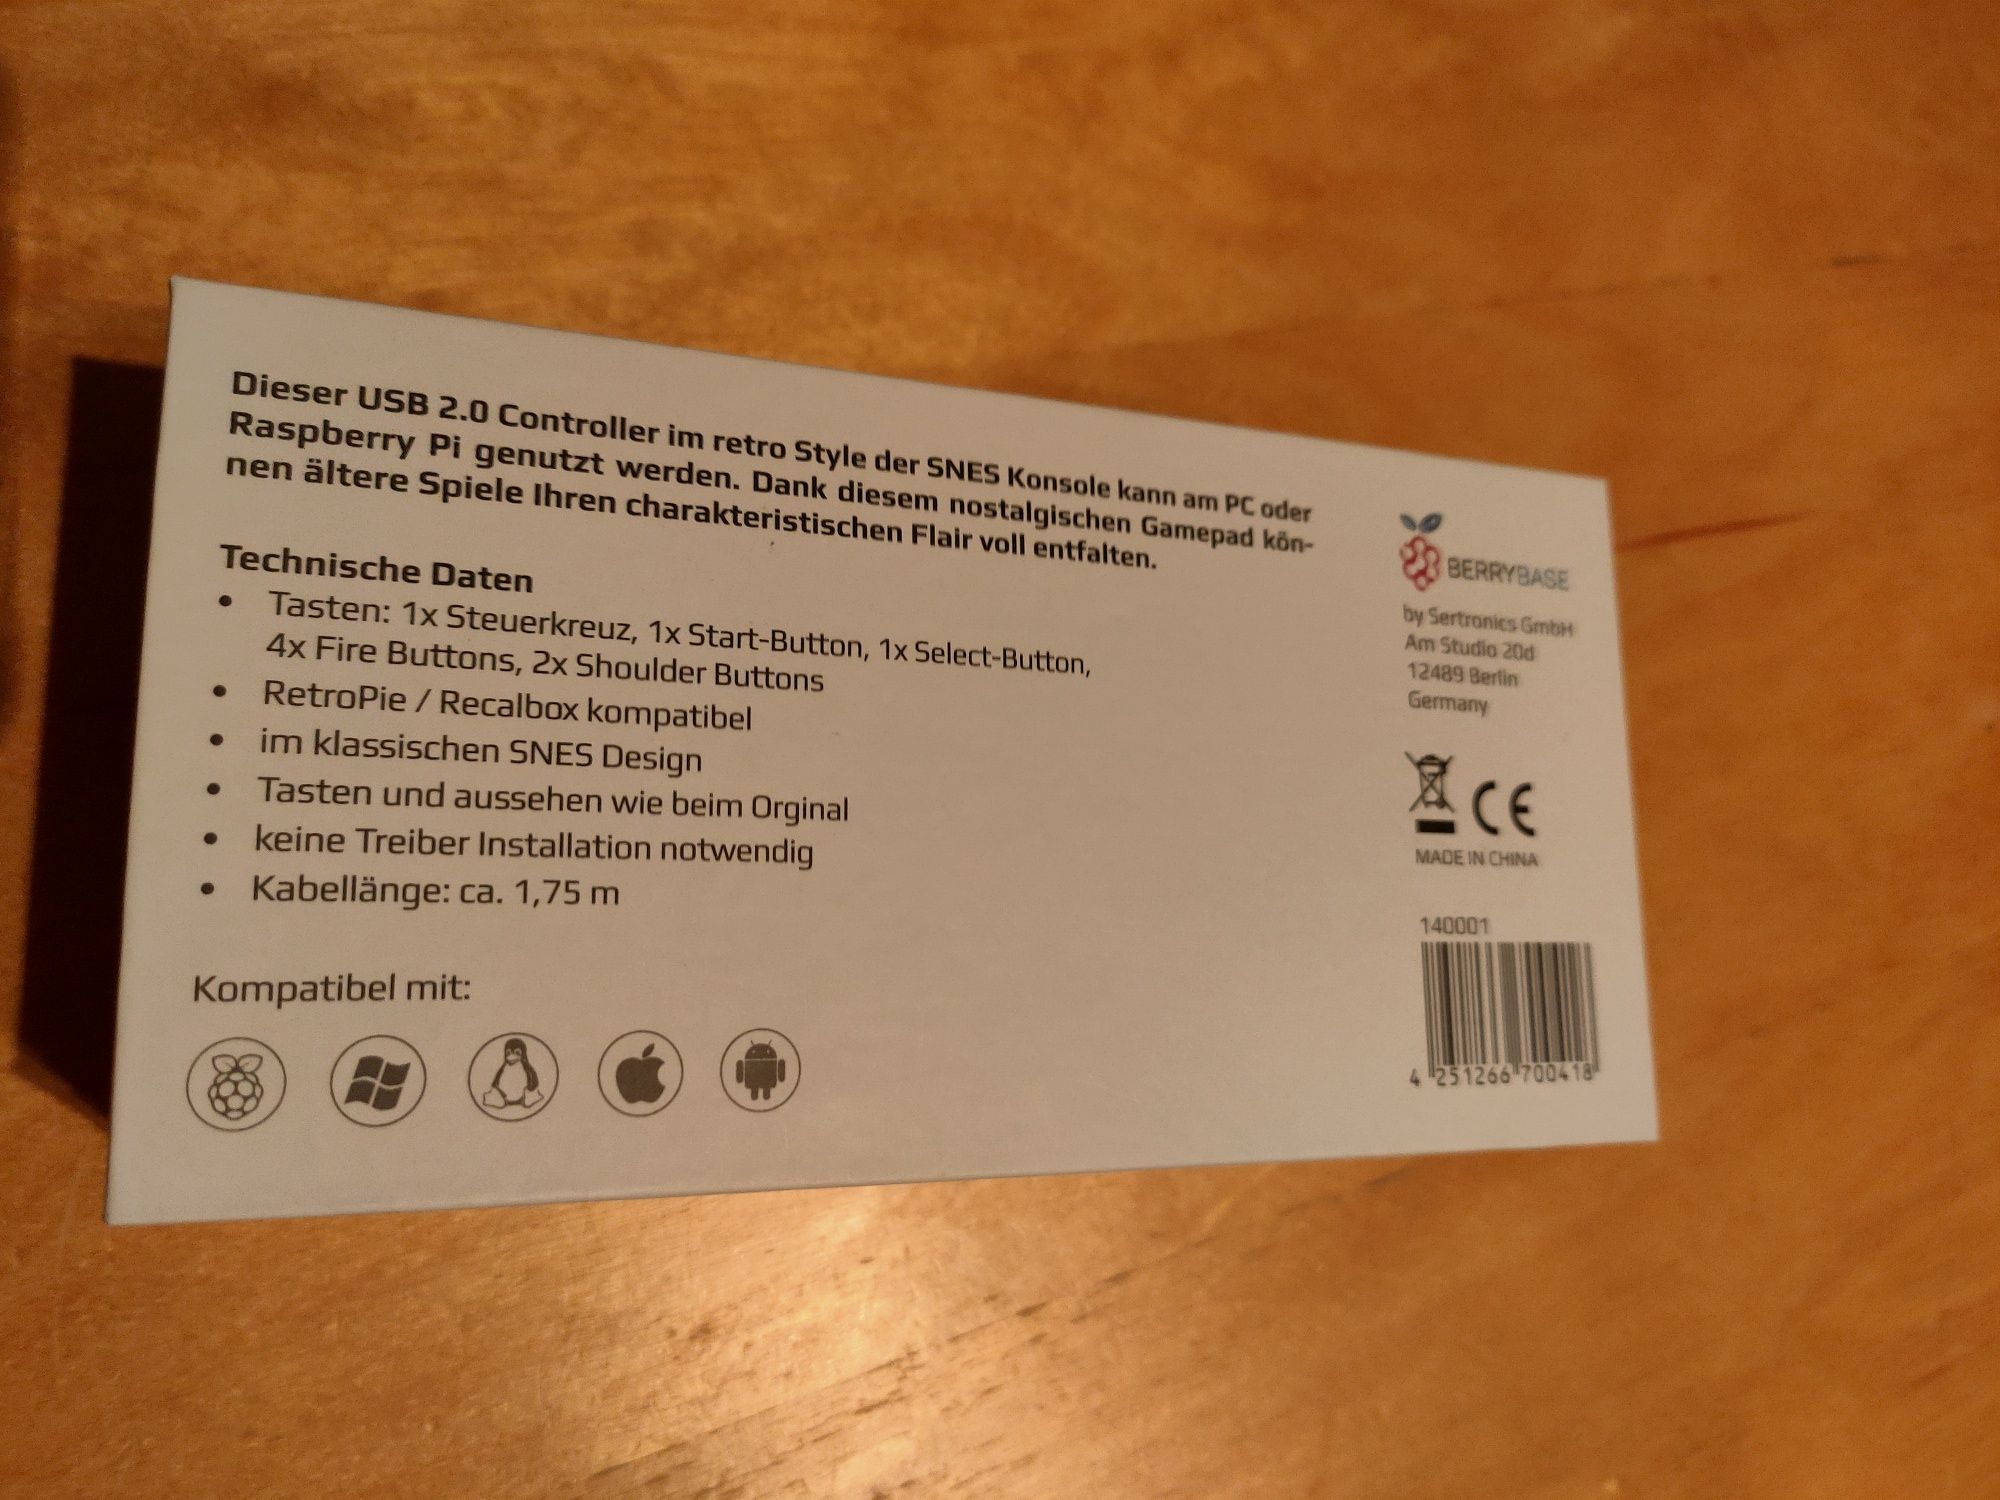 Dieser USB 2.0 Controller im retro Style der SNES Konsole kann am PC oder
Raspberry Pi genutzt werden. Dank diesem nostalgischen Gamepad kön-
nen ältere Spiele Ihren charakteristischen Flair voll entfalten.
Technische Daten
• Tasten: 1x Steuerkreuz, 1x Start-Button, 1x Select-Button,
4x Fire Buttons, 2x Shoulder Buttons
• RetroPie / Recalbox kompatibel
• im klassischen SNES Design
• Tasten und aussehen wie beim Orginal
• keine Treiber Installation notwendig
• Kabellänge: ca. 1,75 m
Kompatibel mit:
BERRYBASE
by Sertronics GmbH
Am Studio 20d
12489 Berlin
Germany
CE
MADE IN CHINA
140001
4 251266 700418